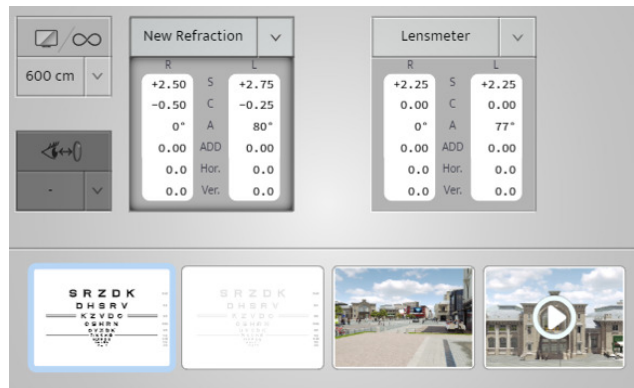 600 cm
-
New Refraction
R L
+2.50 S +2.75
−0.50 C −0.25
0° A 80°
0.00 ADD 0.00
0.0 Hor. 0.0
0.0 Ver. 0.0
Lensmeter
R L
+2.25 S +2.25
0.00 C 0.00
0° A 77°
0.00 ADD 0.00
0.0 Hor. 0.0
0.0 Ver. 0.0
SRZDK
DHSRV
KZVDC
SRZDK
DHSRV
KZVDC